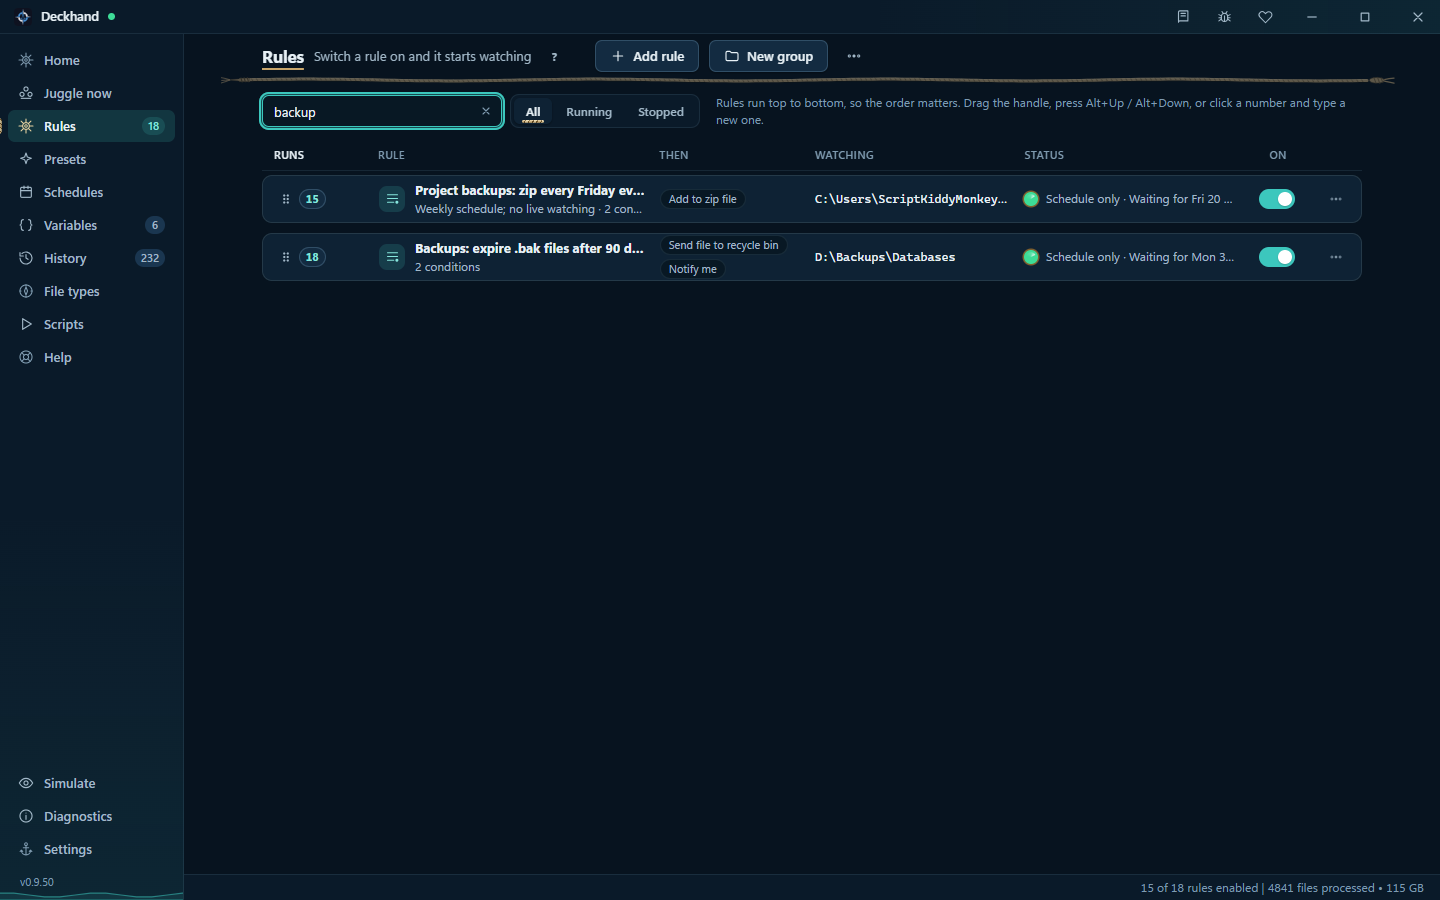 Deckhand
Home
Juggle now
Rules 18
Presets
Schedules
Variables 6
History 232
File types
Scripts
Help
Simulate
Diagnostics
Settings
v0.9.50
Rules Switch a rule on and it starts watching ? Add rule New group
backup All Running Stopped
Rules run top to bottom, so the order matters. Drag the handle, press Alt+Up / Alt+Down, or click a number and type a
new one.
RUNS RULE THEN WATCHING STATUS ON
15 Project backups: zip every Friday ev... Add to zip file C:\Users\ScriptKiddyMonkey... Schedule only · Waiting for Fri 20 ...
Weekly schedule; no live watching · 2 con...
18 Backups: expire .bak files after 90 d... Send file to recycle bin D:\Backups\Databases Schedule only · Waiting for Mon 3...
2 conditions Notify me
15 of 18 rules enabled | 4841 files processed • 115 GB